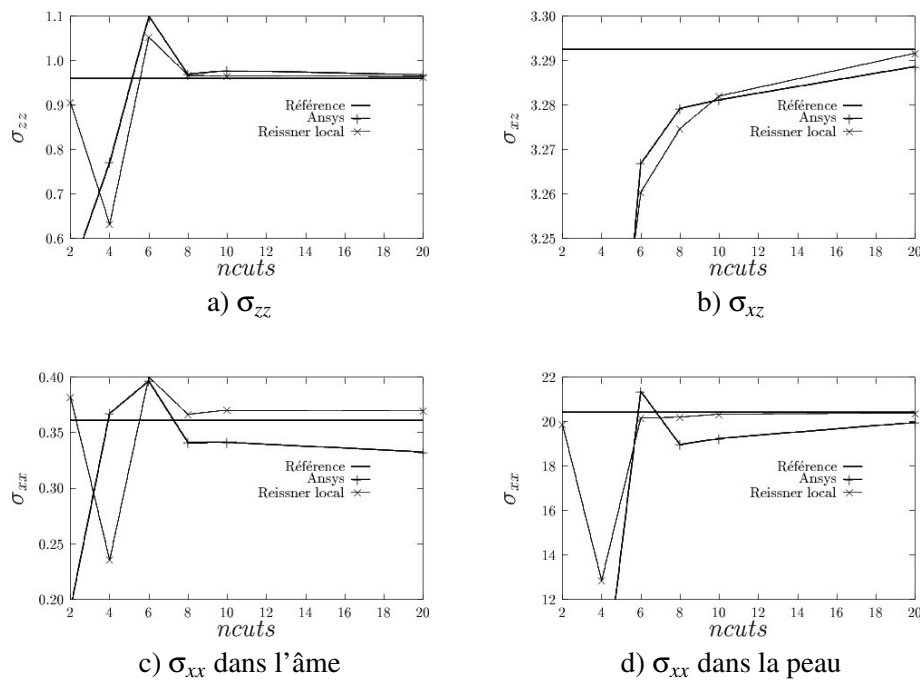 1.1
1.0
0.9
0.8
0.7
0.6
σzz
2 4 6 8 10 12 14 16 18 20
ncuts
Référence
Ansys
Reissner local
a) σzz
3.30
3.29
3.28
3.27
3.26
3.25
σxz
2 4 6 8 10 12 14 16 18 20
ncuts
Référence
Ansys
Reissner local
b) σxz
0.40
0.35
0.30
0.25
0.20
σxx
2 4 6 8 10 12 14 16 18 20
ncuts
Référence
Ansys
Reissner local
c) σxx dans l'âme
22
20
18
16
14
12
σxx
2 4 6 8 10 12 14 16 18 20
ncuts
Référence
Ansys
Reissner local
d) σxx dans la peau